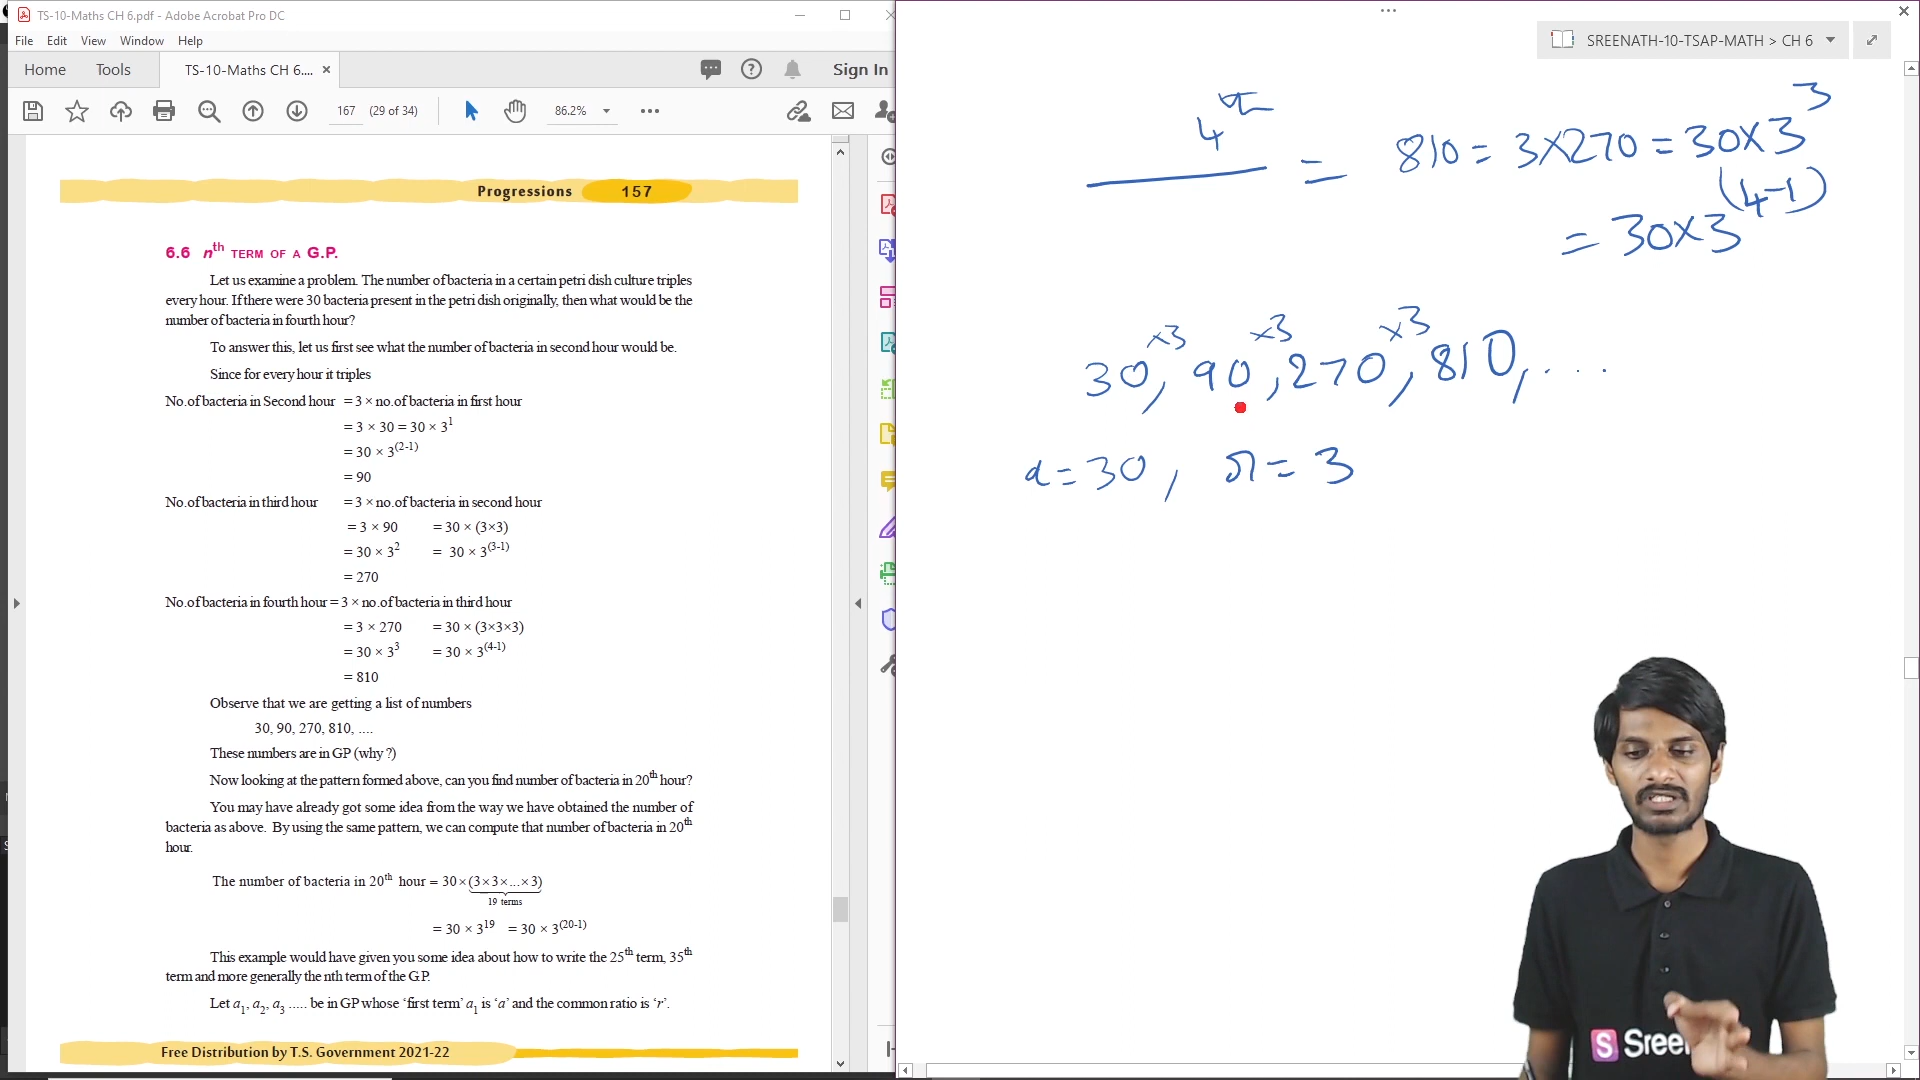 TS-10-Maths CH 6.pdf - Adobe Acrobat Pro DC
File Edit View Window Help
Home Tools TS-10-Maths CH 6.... × Sign In
167 (29 of 34) 86.2%
Progressions 157
6.6 nth TERM OF A G.P.
Let us examine a problem. The number of bacteria in a certain petri dish culture triples
every hour. If there were 30 bacteria present in the petri dish originally, then what would be the
number of bacteria in fourth hour?
To answer this, let us first see what the number of bacteria in second hour would be.
Since for every hour it triples
No.of bacteria in Second hour = 3 × no.of bacteria in first hour
= 3 × 30 = 30 × 3^1
= 30 × 3^(2-1)
= 90
No.of bacteria in third hour = 3 × no.of bacteria in second hour
= 3 × 90 = 30 × (3×3)
= 30 × 3^2 = 30 × 3^(3-1)
= 270
No.of bacteria in fourth hour = 3 × no.of bacteria in third hour
= 3 × 270 = 30 × (3×3×3)
= 30 × 3^3 = 30 × 3^(4-1)
= 810
Observe that we are getting a list of numbers
30, 90, 270, 810, ....
These numbers are in GP (why ?)
Now looking at the pattern formed above, can you find number of bacteria in 20th hour?
You may have already got some idea from the way we have obtained the number of
bacteria as above. By using the same pattern, we can compute that number of bacteria in 20th
hour.
The number of bacteria in 20th hour = 30×(3×3×...×3)
19 terms
= 30 × 3^19 = 30 × 3^(20-1)
This example would have given you some idea about how to write the 25th term, 35th
term and more generally the nth term of the G.P.
Let a1, a2, a3 ..... be in GP whose ‘first term’ a1 is ‘a’ and the common ratio is ‘r’.
Free Distribution by T.S. Government 2021-22
SREENATH-10-TSAP-MATH > CH 6
4th = 810 = 3×270 = 30×3^3
= 30×3^(4-1)
×3 ×3 ×3
30, 90, 270, 810, ....
a = 30, r = 3
S Sree